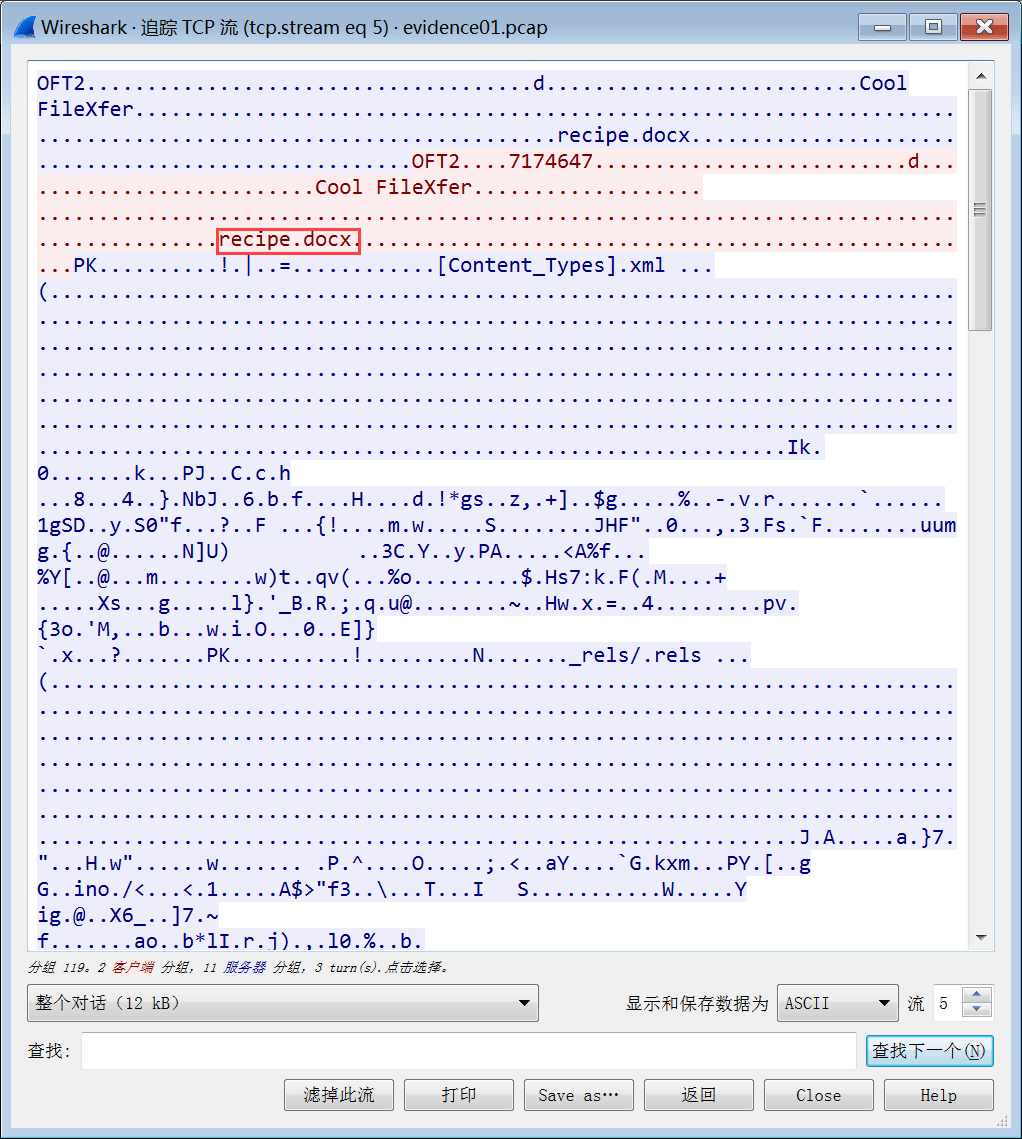 Wireshark · 追踪 TCP 流 (tcp.stream eq 5) · evidence01.pcap
OFT2.....................................d..........................Cool
FileXfer....................................................................
...........................................recipe.docx......................
...............................OFT2....7174647..........................d...
.......................Cool FileXfer...................
............................................................................
...............recipe.docx..................................................
...PK..........!.|..=............[Content_Types].xml ...
(...........................................................................
............................................................................
............................................................................
............................................................................
............................................................................
............................................................................
..............................................................Ik.
0.......k...PJ..C.c.h
...8...4..}.NbJ..6.b.f....H....d.!*gs..z,.+]..$g.....%..-.v.r.......`......
1gSD..y.S0"f...?..F ...{!....m.w.....S........JHF"..0...,.3.Fs.`F........uum
g.{..@......N]U)          ..3C.Y..y.PA.....<A%f...
%Y[..@...m........w)t..qv(...%o.........$.Hs7:k.F(.M....+
.....Xs...g.....l}.'_B.R.;.q.u@........~..Hw.x.=..4.........pv.
{3o.'M,...b...w.i.O...0..E]}
`.x...?.......PK..........!.........N......._rels/.rels ...
(...........................................................................
............................................................................
............................................................................
............................................................................
............................................................................
............................................................................
...............................................................J.A.....a.}7.
"...H.w"......w....... .P.^....O.....;.<..aY....`G.kxm...PY.[..g
G..ino./<...<.1.....A$>"f3..\...T...I   S...........W.....Y
ig.@..X6_..]7.~
f.......ao..b*lI.r.j).,.l0.%..b.
分组 119。2 客户端 分组, 11 服务器 分组, 3 turn(s).点击选择。
整个对话（12 kB） 显示和保存数据为 ASCII 流 5
查找: 查找下一个(N)
滤掉此流 打印 Save as… 返回 Close Help